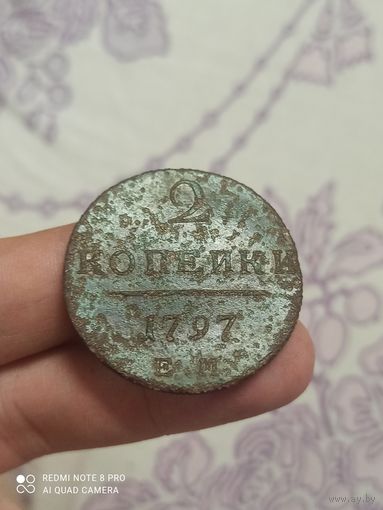 2
КОПЕЙКИ
1797
Е.М.
REDMI NOTE 8 PRO
AI QUAD CAMERA
www.ay.by